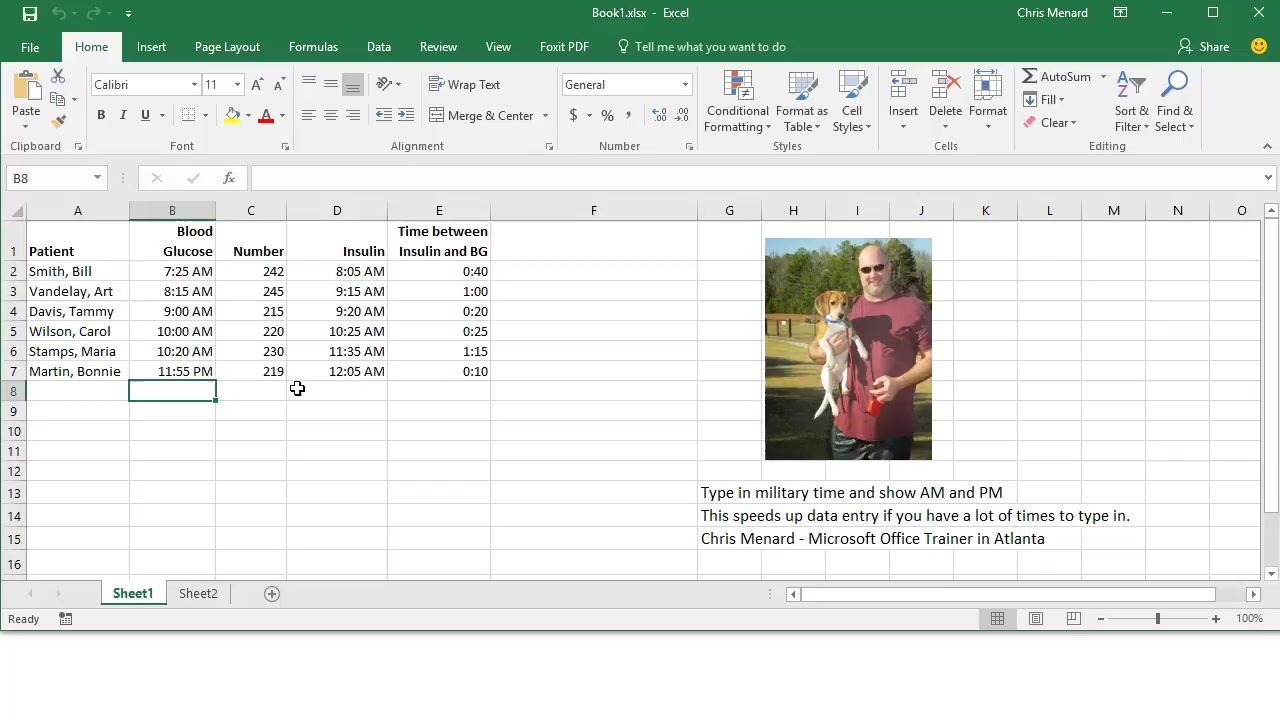 Book1.xlsx - Excel
Chris Menard
File Home Insert Page Layout Formulas Data Review View Foxit PDF Tell me what you want to do Share
Paste
Clipboard
Calibri 11
B I U A
Font
Wrap Text
Merge & Center
Alignment
General
$ % ,
Number
Conditional Formatting
Format as Table
Cell Styles
Styles
Insert Delete Format
Cells
AutoSum
Fill
Clear
Sort & Filter
Find & Select
Editing
B8 fx
A B C D E F G H I J K L M N O
1 Patient Blood Glucose Number Insulin Time between Insulin and BG
2 Smith, Bill 7:25 AM 242 8:05 AM 0:40
3 Vandelay, Art 8:15 AM 245 9:15 AM 1:00
4 Davis, Tammy 9:00 AM 215 9:20 AM 0:20
5 Wilson, Carol 10:00 AM 220 10:25 AM 0:25
6 Stamps, Maria 10:20 AM 230 11:35 AM 1:15
7 Martin, Bonnie 11:55 PM 219 12:05 AM 0:10
8
9
10
11
12
13 Type in military time and show AM and PM
14 This speeds up data entry if you have a lot of times to type in.
15 Chris Menard - Microsoft Office Trainer in Atlanta
16
Sheet1 Sheet2
Ready
100%